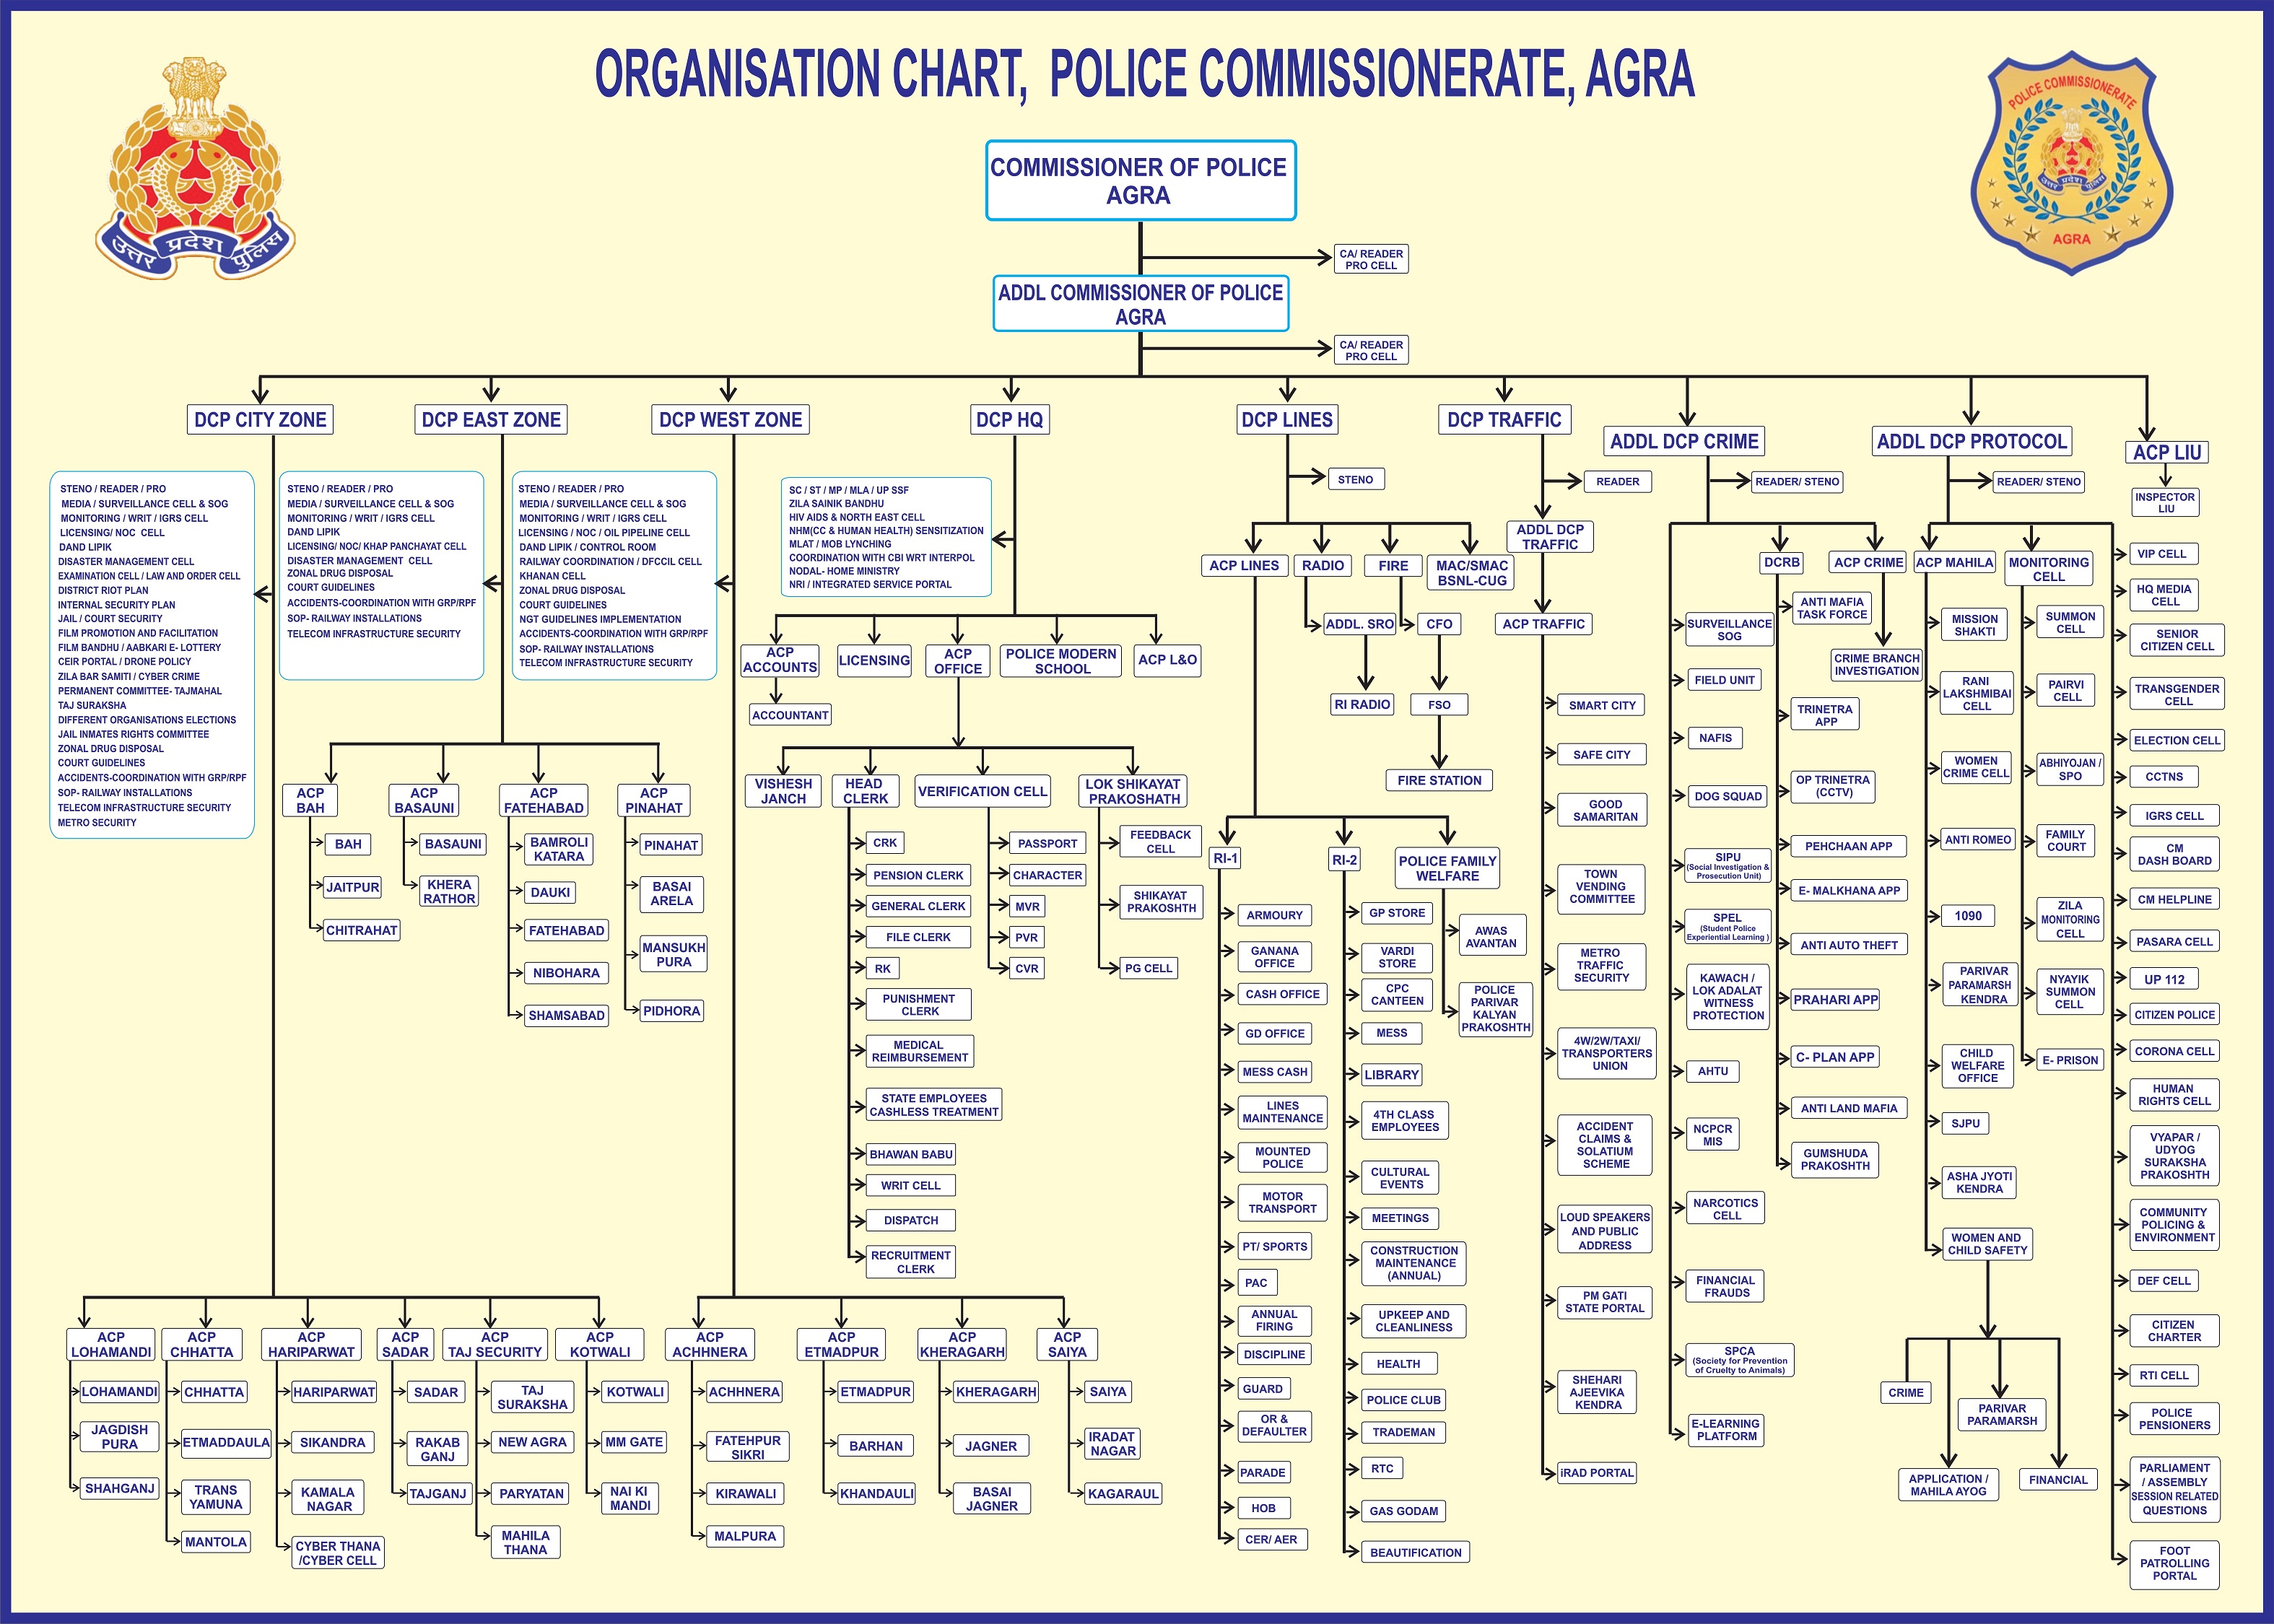 ORGANISATION CHART, POLICE COMMISSIONERATE, AGRA
उत्तर प्रदेश पुलिस
POLICE COMMISSIONERATE
उत्तर प्रदेश पुलिस
AGRA
COMMISSIONER OF POLICE
AGRA
CA/ READER
PRO CELL
ADDL COMMISSIONER OF POLICE
AGRA
CA/ READER
PRO CELL
DCP CITY ZONE
DCP EAST ZONE
DCP WEST ZONE
DCP HQ
DCP LINES
DCP TRAFFIC
ADDL DCP CRIME
ADDL DCP PROTOCOL
ACP LIU
STENO / READER / PRO
MEDIA / SURVEILLANCE CELL & SOG
MONITORING / WRIT / IGRS CELL
LICENSING/ NOC CELL
DAND LIPIK
DISASTER MANAGEMENT CELL
EXAMINATION CELL / LAW AND ORDER CELL
DISTRICT RIOT PLAN
INTERNAL SECURITY PLAN
JAIL / COURT SECURITY
FILM PROMOTION AND FACILITATION
FILM BANDHU / AABKARI E- LOTTERY
CEIR PORTAL / DRONE POLICY
ZILA BAR SAMITI / CYBER CRIME
PERMANENT COMMITTEE- TAJMAHAL
TAJ SURAKSHA
DIFFERENT ORGANISATIONS ELECTIONS
JAIL INMATES RIGHTS COMMITTEE
ZONAL DRUG DISPOSAL
COURT GUIDELINES
ACCIDENTS-COORDINATION WITH GRP/RPF
SOP- RAILWAY INSTALLATIONS
TELECOM INFRASTRUCTURE SECURITY
METRO SECURITY
STENO / READER / PRO
MEDIA / SURVEILLANCE CELL & SOG
MONITORING / WRIT / IGRS CELL
DAND LIPIK
LICENSING/ NOC/ KHAP PANCHAYAT CELL
DISASTER MANAGEMENT CELL
ZONAL DRUG DISPOSAL
COURT GUIDELINES
ACCIDENTS-COORDINATION WITH GRP/RPF
SOP- RAILWAY INSTALLATIONS
TELECOM INFRASTRUCTURE SECURITY
STENO / READER / PRO
MEDIA / SURVEILLANCE CELL & SOG
MONITORING / WRIT / IGRS CELL
LICENSING / NOC / OIL PIPELINE CELL
DAND LIPIK / CONTROL ROOM
RAILWAY COORDINATION / DFCCIL CELL
KHANAN CELL
ZONAL DRUG DISPOSAL
COURT GUIDELINES
NGT GUIDELINES IMPLEMENTATION
ACCIDENTS-COORDINATION WITH GRP/RPF
SOP- RAILWAY INSTALLATIONS
TELECOM INFRASTRUCTURE SECURITY
SC / ST / MP / MLA / UP SSF
ZILA SAINIK BANDHU
HIV AIDS & NORTH EAST CELL
NHM(CC & HUMAN HEALTH) SENSITIZATION
MLAT / MOB LYNCHING
COORDINATION WITH CBI WRT INTERPOL
NODAL- HOME MINISTRY
NRI / INTEGRATED SERVICE PORTAL
ACP
BAH
BAH
JAITPUR
CHITRAHAT
ACP
BASAUNI
BASAUNI
KHERA
RATHOR
ACP
FATEHABAD
BAMROLI
KATARA
DAUKI
FATEHABAD
NIBOHARA
SHAMSABAD
ACP
PINAHAT
PINAHAT
BASAI
ARELA
MANSUKH
PURA
PIDHORA
ACP
LOHAMANDI
LOHAMANDI
JAGDISH
PURA
SHAHGANJ
ACP
CHHATTA
CHHATTA
ETMADDAULA
TRANS
YAMUNA
MANTOLA
ACP
HARIPARWAT
HARIPARWAT
SIKANDRA
KAMALA
NAGAR
CYBER THANA
/CYBER CELL
ACP
SADAR
SADAR
RAKAB
GANJ
TAJGANJ
ACP
TAJ SECURITY
TAJ
SURAKSHA
NEW AGRA
PARYATAN
MAHILA
THANA
ACP
KOTWALI
KOTWALI
MM GATE
NAI KI
MANDI
ACP
ACHHNERA
ACHHNERA
FATEHPUR
SIKRI
KIRAWALI
MALPURA
ACP
ETMADPUR
ETMADPUR
BARHAN
KHANDAULI
ACP
KHERAGARH
KHERAGARH
JAGNER
BASAI
JAGNER
ACP
SAIYA
SAIYA
IRADAT
NAGAR
KAGARAUL
ACP
ACCOUNTS
ACCOUNTANT
LICENSING
ACP
OFFICE
POLICE MODERN
SCHOOL
ACP L&O
VISHESH
JANCH
HEAD
CLERK
VERIFICATION CELL
LOK SHIKAYAT
PRAKOSHATH
CRK
PENSION CLERK
GENERAL CLERK
FILE CLERK
RK
PUNISHMENT
CLERK
MEDICAL
REIMBURSEMENT
STATE EMPLOYEES
CASHLESS TREATMENT
BHAWAN BABU
WRIT CELL
DISPATCH
RECRUITMENT
CLERK
PASSPORT
CHARACTER
MVR
PVR
CVR
FEEDBACK
CELL
SHIKAYAT
PRAKOSHTH
PG CELL
STENO
ACP LINES
RADIO
FIRE
MAC/SMAC
BSNL-CUG
ADDL. SRO
CFO
RI RADIO
FSO
FIRE STATION
RI-1
RI-2
POLICE FAMILY
WELFARE
ARMOURY
GANANA
OFFICE
CASH OFFICE
GD OFFICE
MESS CASH
LINES
MAINTENANCE
MOUNTED
POLICE
MOTOR
TRANSPORT
PT/ SPORTS
PAC
ANNUAL
FIRING
DISCIPLINE
GUARD
OR &
DEFAULTER
PARADE
HOB
CER/ AER
GP STORE
VARDI
STORE
CPC
CANTEEN
MESS
LIBRARY
4TH CLASS
EMPLOYEES
CULTURAL
EVENTS
MEETINGS
CONSTRUCTION
MAINTENANCE
(ANNUAL)
UPKEEP AND
CLEANLINESS
HEALTH
POLICE CLUB
TRADEMAN
RTC
GAS GODAM
BEAUTIFICATION
AWAS
AVANTAN
POLICE
PARIVAR
KALYAN
PRAKOSHTH
READER
ADDL DCP
TRAFFIC
ACP TRAFFIC
SMART CITY
SAFE CITY
GOOD
SAMARITAN
TOWN
VENDING
COMMITTEE
METRO
TRAFFIC
SECURITY
4W/2W/TAXI/
TRANSPORTERS
UNION
ACCIDENT
CLAIMS &
SOLATIUM
SCHEME
LOUD SPEAKERS
AND PUBLIC
ADDRESS
PM GATI
STATE PORTAL
SHEHARI
AJEEVIKA
KENDRA
iRAD PORTAL
READER/ STENO
SURVEILLANCE
SOG
FIELD UNIT
NAFIS
DOG SQUAD
SIPU
(Social Investigation &
Prosecution Unit)
SPEL
(Student Police
Experiential Learning )
KAWACH /
LOK ADALAT
WITNESS
PROTECTION
AHTU
NCPCR
MIS
NARCOTICS
CELL
FINANCIAL
FRAUDS
SPCA
(Society for Prevention
of Cruelty to Animals)
E-LEARNING
PLATFORM
DCRB
ANTI MAFIA
TASK FORCE
TRINETRA
APP
OP TRINETRA
(CCTV)
PEHCHAAN APP
E- MALKHANA APP
ANTI AUTO THEFT
PRAHARI APP
C- PLAN APP
ANTI LAND MAFIA
GUMSHUDA
PRAKOSHTH
ACP CRIME
CRIME BRANCH
INVESTIGATION
READER/ STENO
ACP MAHILA
MISSION
SHAKTI
RANI
LAKSHMIBAI
CELL
WOMEN
CRIME CELL
ANTI ROMEO
1090
PARIVAR
PARAMARSH
KENDRA
CHILD
WELFARE
OFFICE
SJPU
ASHA JYOTI
KENDRA
WOMEN AND
CHILD SAFETY
CRIME
APPLICATION /
MAHILA AYOG
PARIVAR
PARAMARSH
FINANCIAL
MONITORING
CELL
SUMMON
CELL
PAIRVI
CELL
ABHIYOJAN /
SPO
FAMILY
COURT
ZILA
MONITORING
CELL
NYAYIK
SUMMON
CELL
E- PRISON
INSPECTOR
LIU
VIP CELL
HQ MEDIA
CELL
SENIOR
CITIZEN CELL
TRANSGENDER
CELL
ELECTION CELL
CCTNS
IGRS CELL
CM
DASH BOARD
CM HELPLINE
PASARA CELL
UP 112
CITIZEN POLICE
CORONA CELL
HUMAN
RIGHTS CELL
VYAPAR /
UDYOG
SURAKSHA
PRAKOSHTH
COMMUNITY
POLICING &
ENVIRONMENT
DEF CELL
CITIZEN
CHARTER
RTI CELL
POLICE
PENSIONERS
PARLIAMENT
/ ASSEMBLY
SESSION RELATED
QUESTIONS
FOOT
PATROLLING
PORTAL